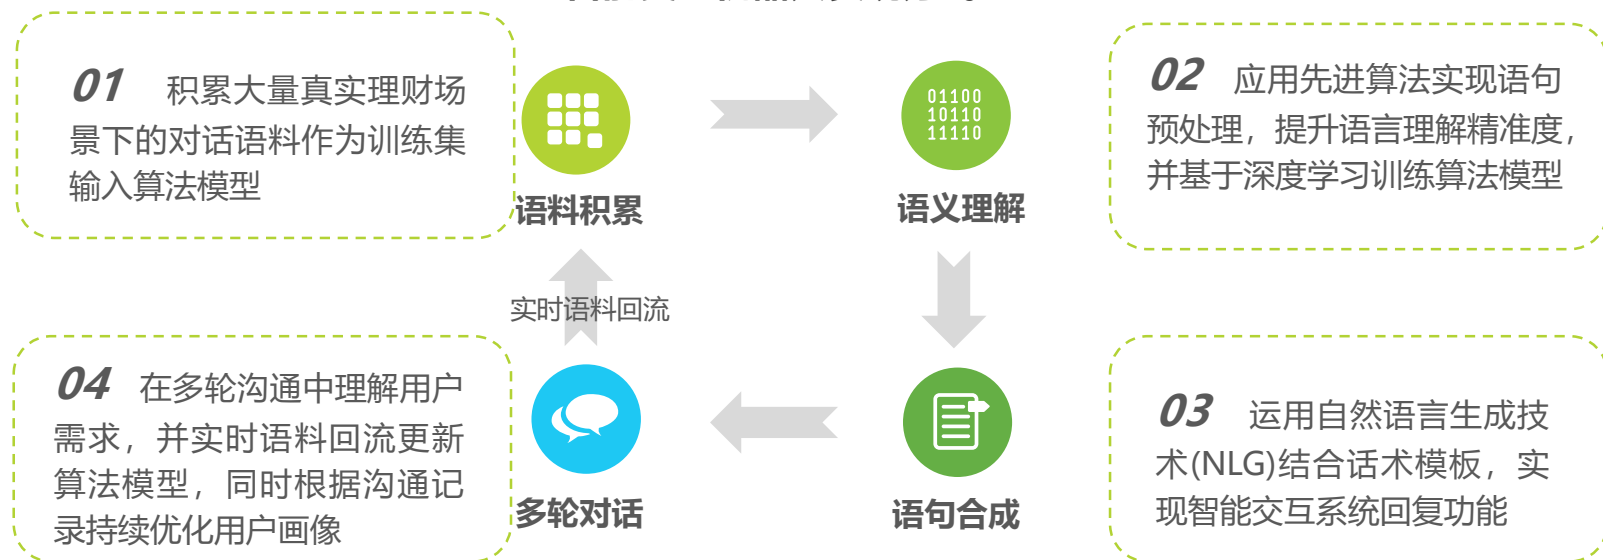 01 积累大量真实理财场
景下的对话语料作为训练集
输入算法模型
语料积累
01100
10110
11110
语义理解
02 应用先进算法实现语句
预处理，提升语言理解精准度，
并基于深度学习训练算法模型
实时语料回流
04 在多轮沟通中理解用户
需求，并实时语料回流更新
算法模型，同时根据沟通记
录持续优化用户画像
多轮对话
语句合成
03 运用自然语言生成技
术(NLG)结合话术模板，实
现智能交互系统回复功能